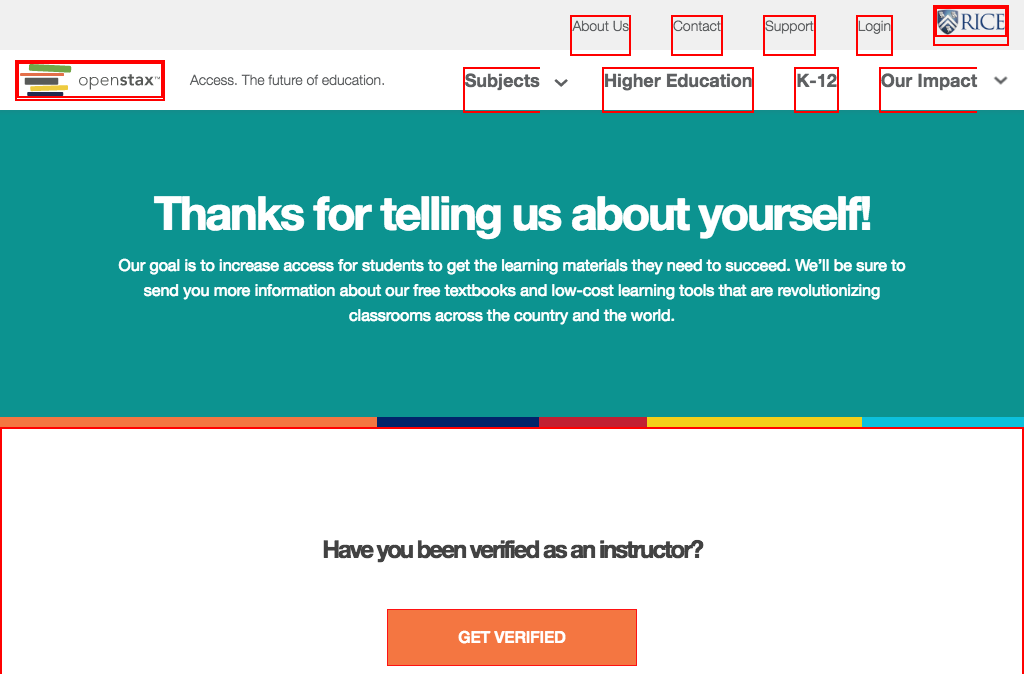 About Us Contact Support Login RICE
openstax™ Access. The future of education. Subjects Higher Education K-12 Our Impact
Thanks for telling us about yourself!
Our goal is to increase access for students to get the learning materials they need to succeed. We'll be sure to
send you more information about our free textbooks and low-cost learning tools that are revolutionizing
classrooms across the country and the world.
Have you been verified as an instructor?
GET VERIFIED